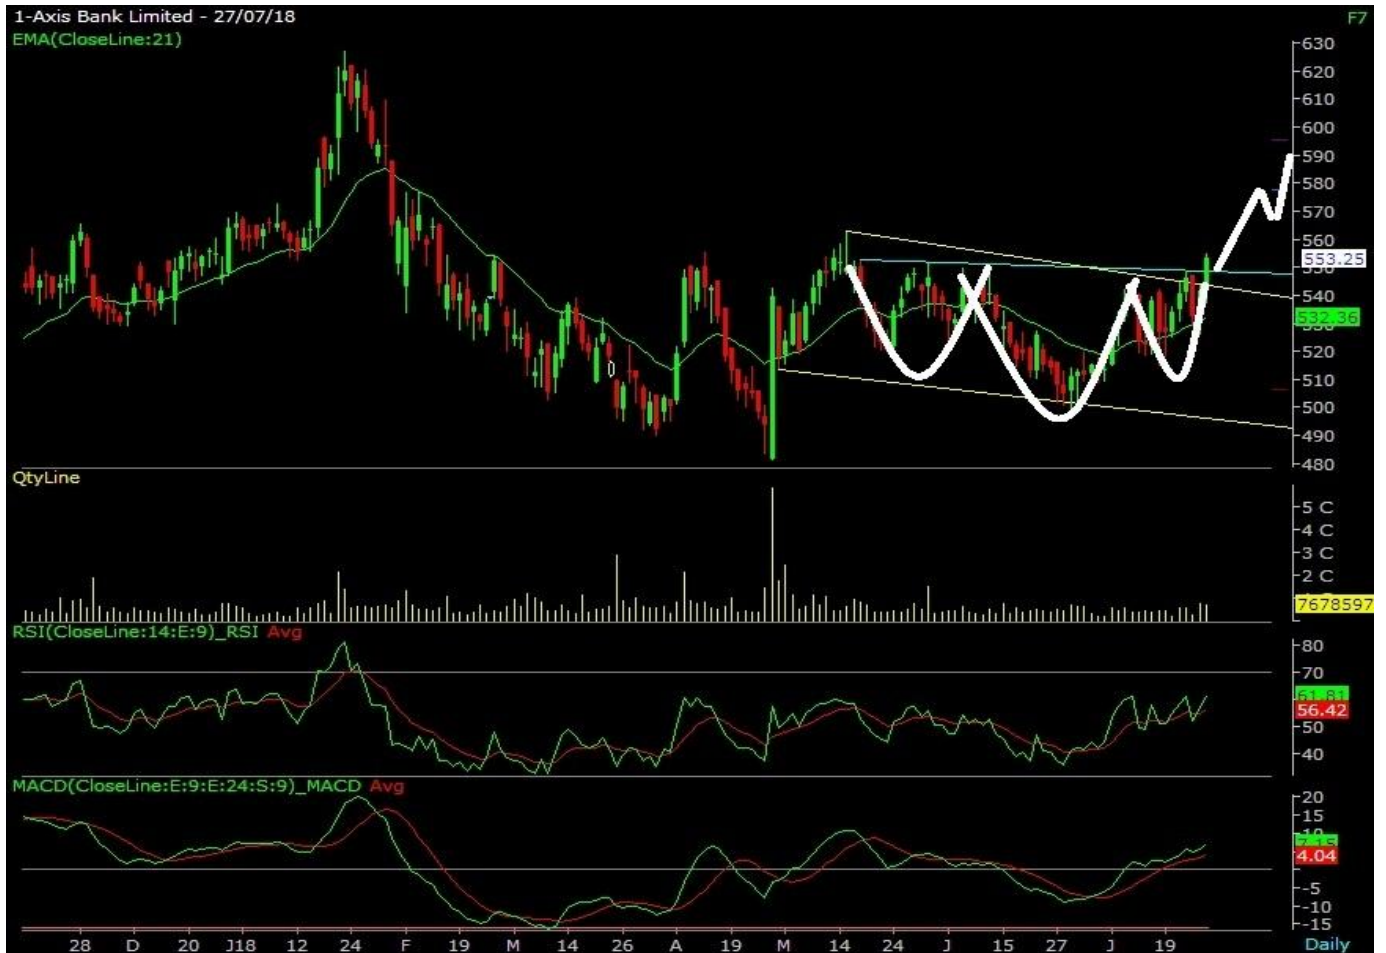 1-Axis Bank Limited - 27/07/18
F7
EMA(CloseLine:21)
630
620
610
600
590
580
570
560
553.25
550
540
532.36
520
510
500
490
480
QtyLine
5 C
4 C
3 C
2 C
7678597
RSI(CloseLine:14:E:9)_RSI Avg
80
70
61.81
56.42
50
40
MACD(CloseLine:E:9:E:24:S:9)_MACD Avg
20
15
10
7.15
4.04
-5
-10
-15
28 D 20 J18 12 24 F 19 M 14 26 A 19 M 14 24 J 15 27 J 19
Daily